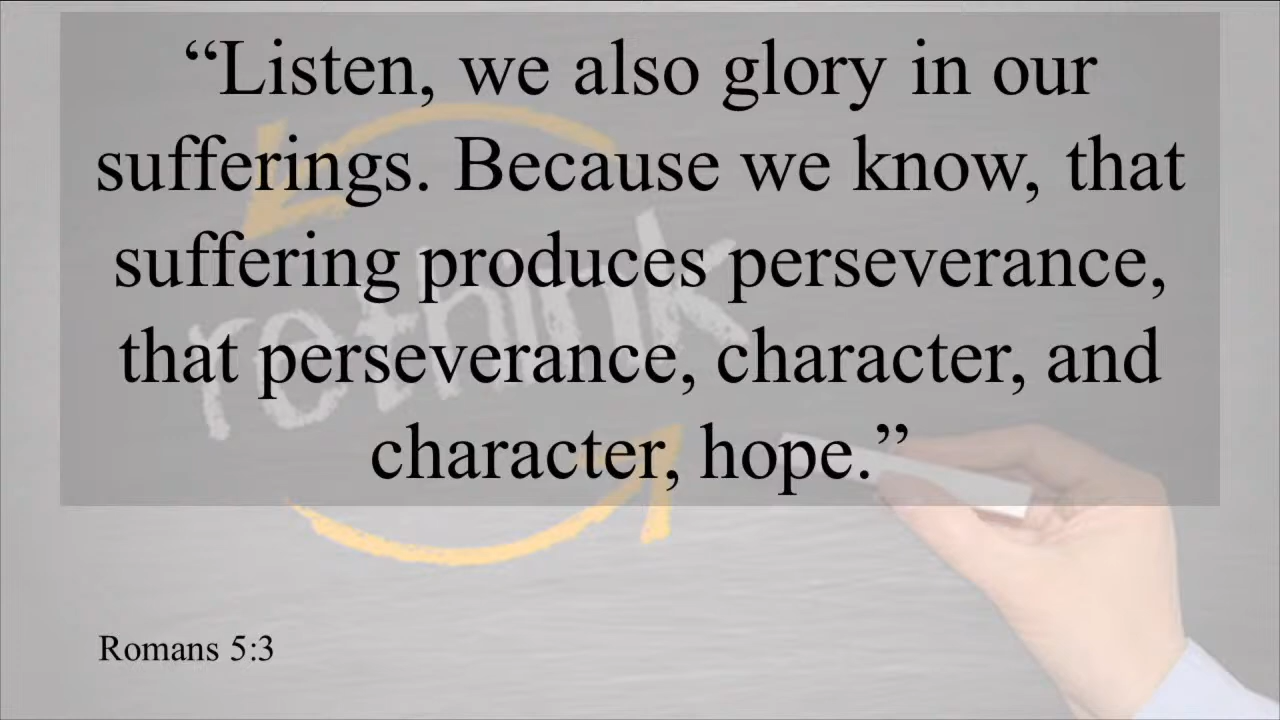 “Listen, we also glory in our
sufferings. Because we know, that
suffering produces perseverance,
that perseverance, character, and
character, hope.”
rethink
Romans 5:3